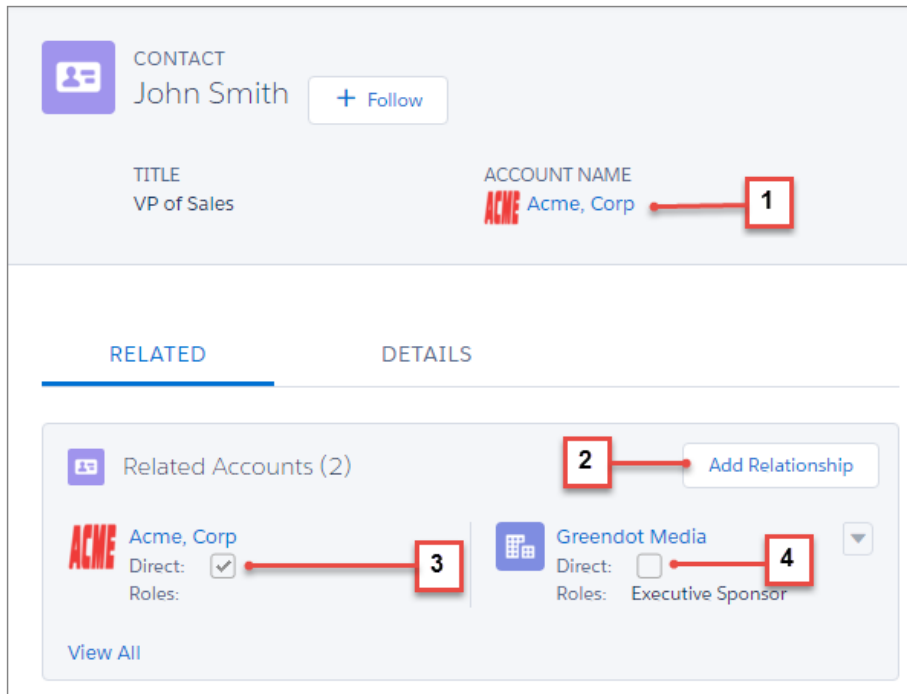 CONTACT
John Smith
+ Follow
TITLE
VP of Sales
ACCOUNT NAME
ACME Acme, Corp
1
RELATED
DETAILS
Related Accounts (2)
2
Add Relationship
ACME
Acme, Corp
Direct:
3
Roles:
Greendot Media
Direct:
4
Roles: Executive Sponsor
View All